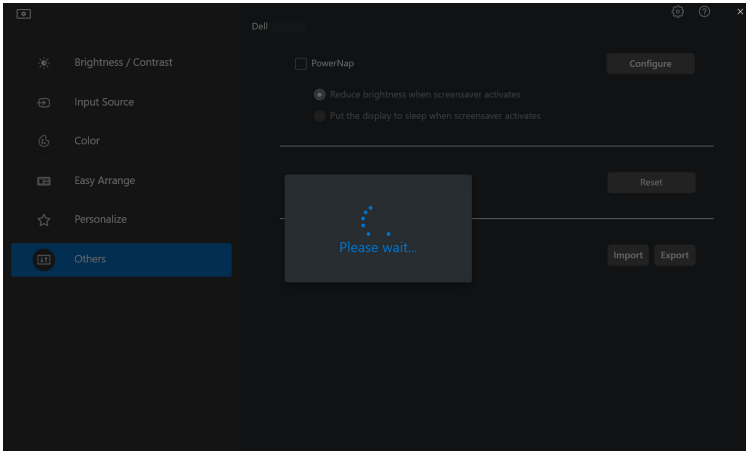 Dell
Brightness / Contrast
Input Source
Color
Easy Arrange
Personalize
Others
PowerNap
Configure
Reduce brightness when screensaver activates
Put the display to sleep when screensaver activates
Reset
Please wait...
Import
Export